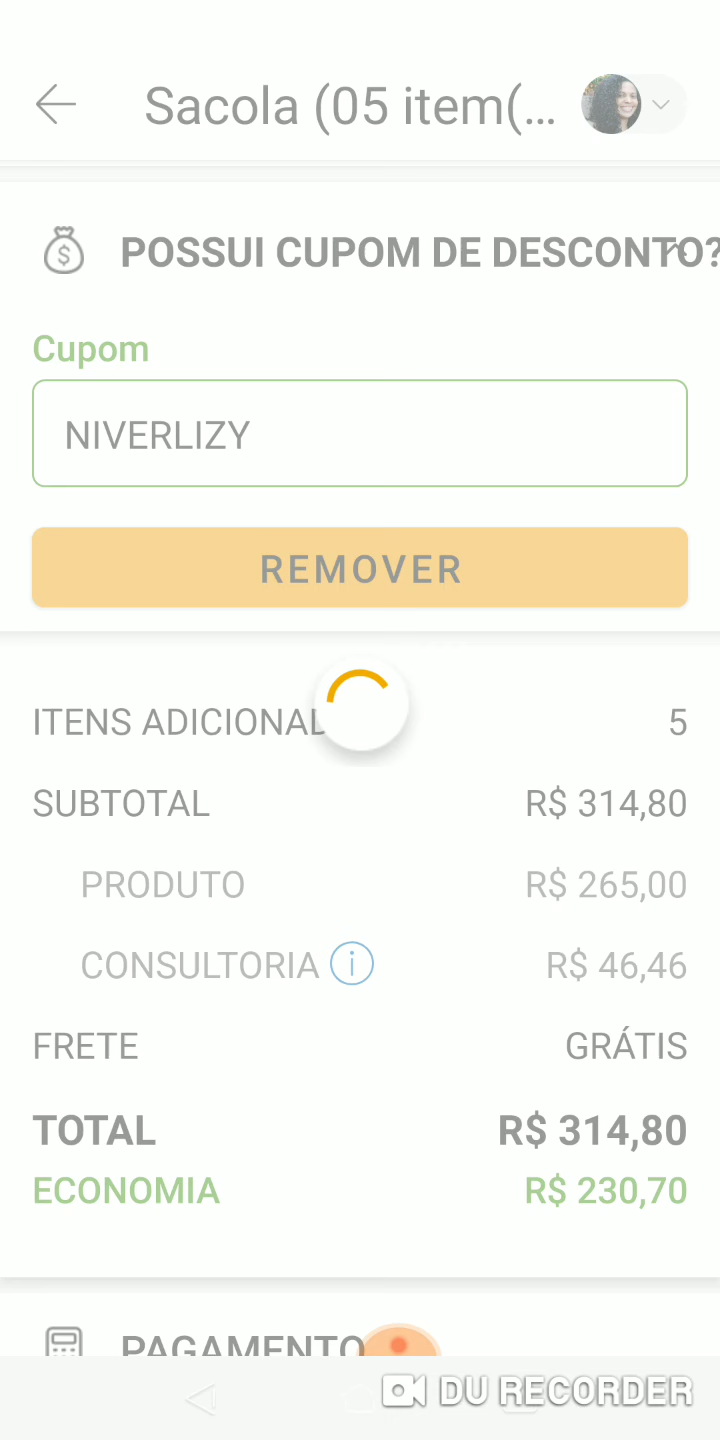 Sacola (05 item(...
POSSUI CUPOM DE DESCONTO?
Cupom
NIVERLIZY
REMOVER
ITENS ADICIONAD 5
SUBTOTAL R$ 314,80
PRODUTO R$ 265,00
CONSULTORIA R$ 46,46
FRETE GRÁTIS
TOTAL R$ 314,80
ECONOMIA R$ 230,70
PAGAMENTO
DU RECORDER